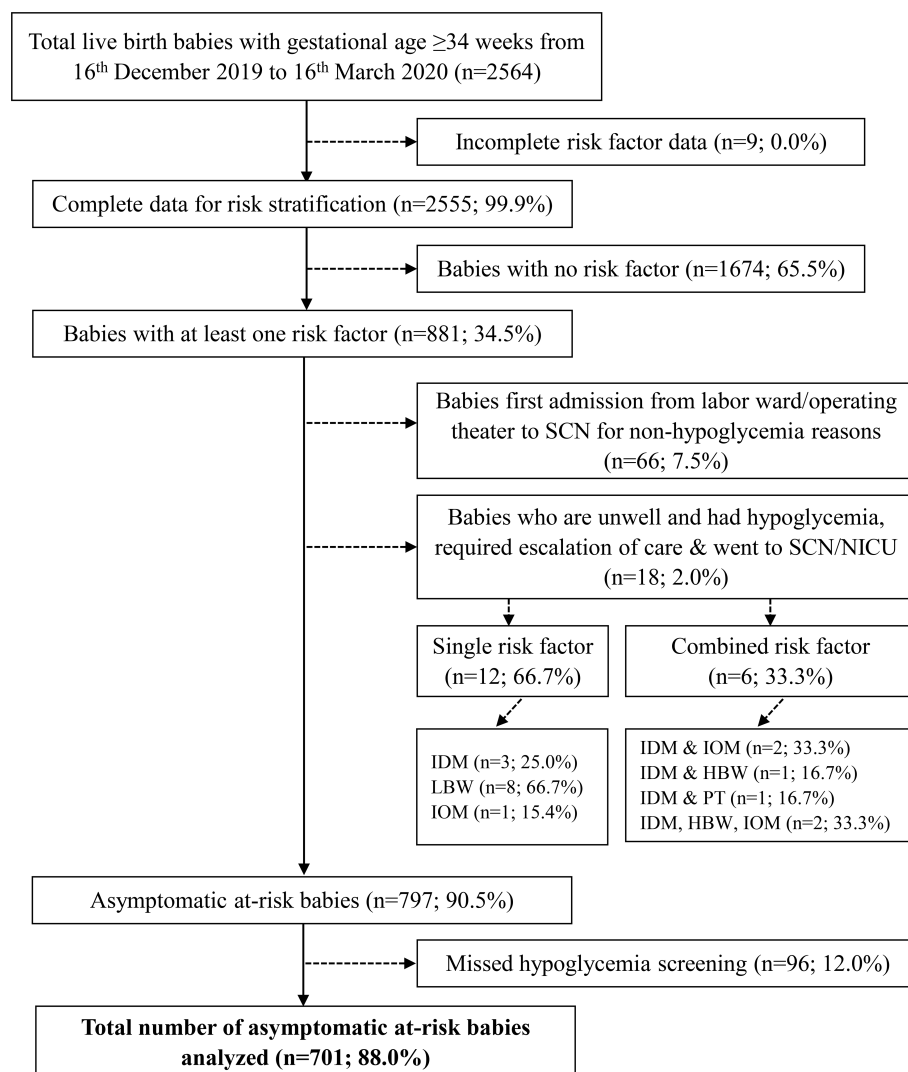 Total live birth babies with gestational age ≥34 weeks from
16th December 2019 to 16th March 2020 (n=2564)
Incomplete risk factor data (n=9; 0.0%)
Complete data for risk stratification (n=2555; 99.9%)
Babies with no risk factor (n=1674; 65.5%)
Babies with at least one risk factor (n=881; 34.5%)
Babies first admission from labor ward/operating
theater to SCN for non-hypoglycemia reasons
(n=66; 7.5%)
Babies who are unwell and had hypoglycemia,
required escalation of care & went to SCN/NICU
(n=18; 2.0%)
Single risk factor
(n=12; 66.7%)
Combined risk factor
(n=6; 33.3%)
IDM (n=3; 25.0%)
LBW (n=8; 66.7%)
IOM (n=1; 15.4%)
IDM & IOM (n=2; 33.3%)
IDM & HBW (n=1; 16.7%)
IDM & PT (n=1; 16.7%)
IDM, HBW, IOM (n=2; 33.3%)
Asymptomatic at-risk babies (n=797; 90.5%)
Missed hypoglycemia screening (n=96; 12.0%)
Total number of asymptomatic at-risk babies
analyzed (n=701; 88.0%)